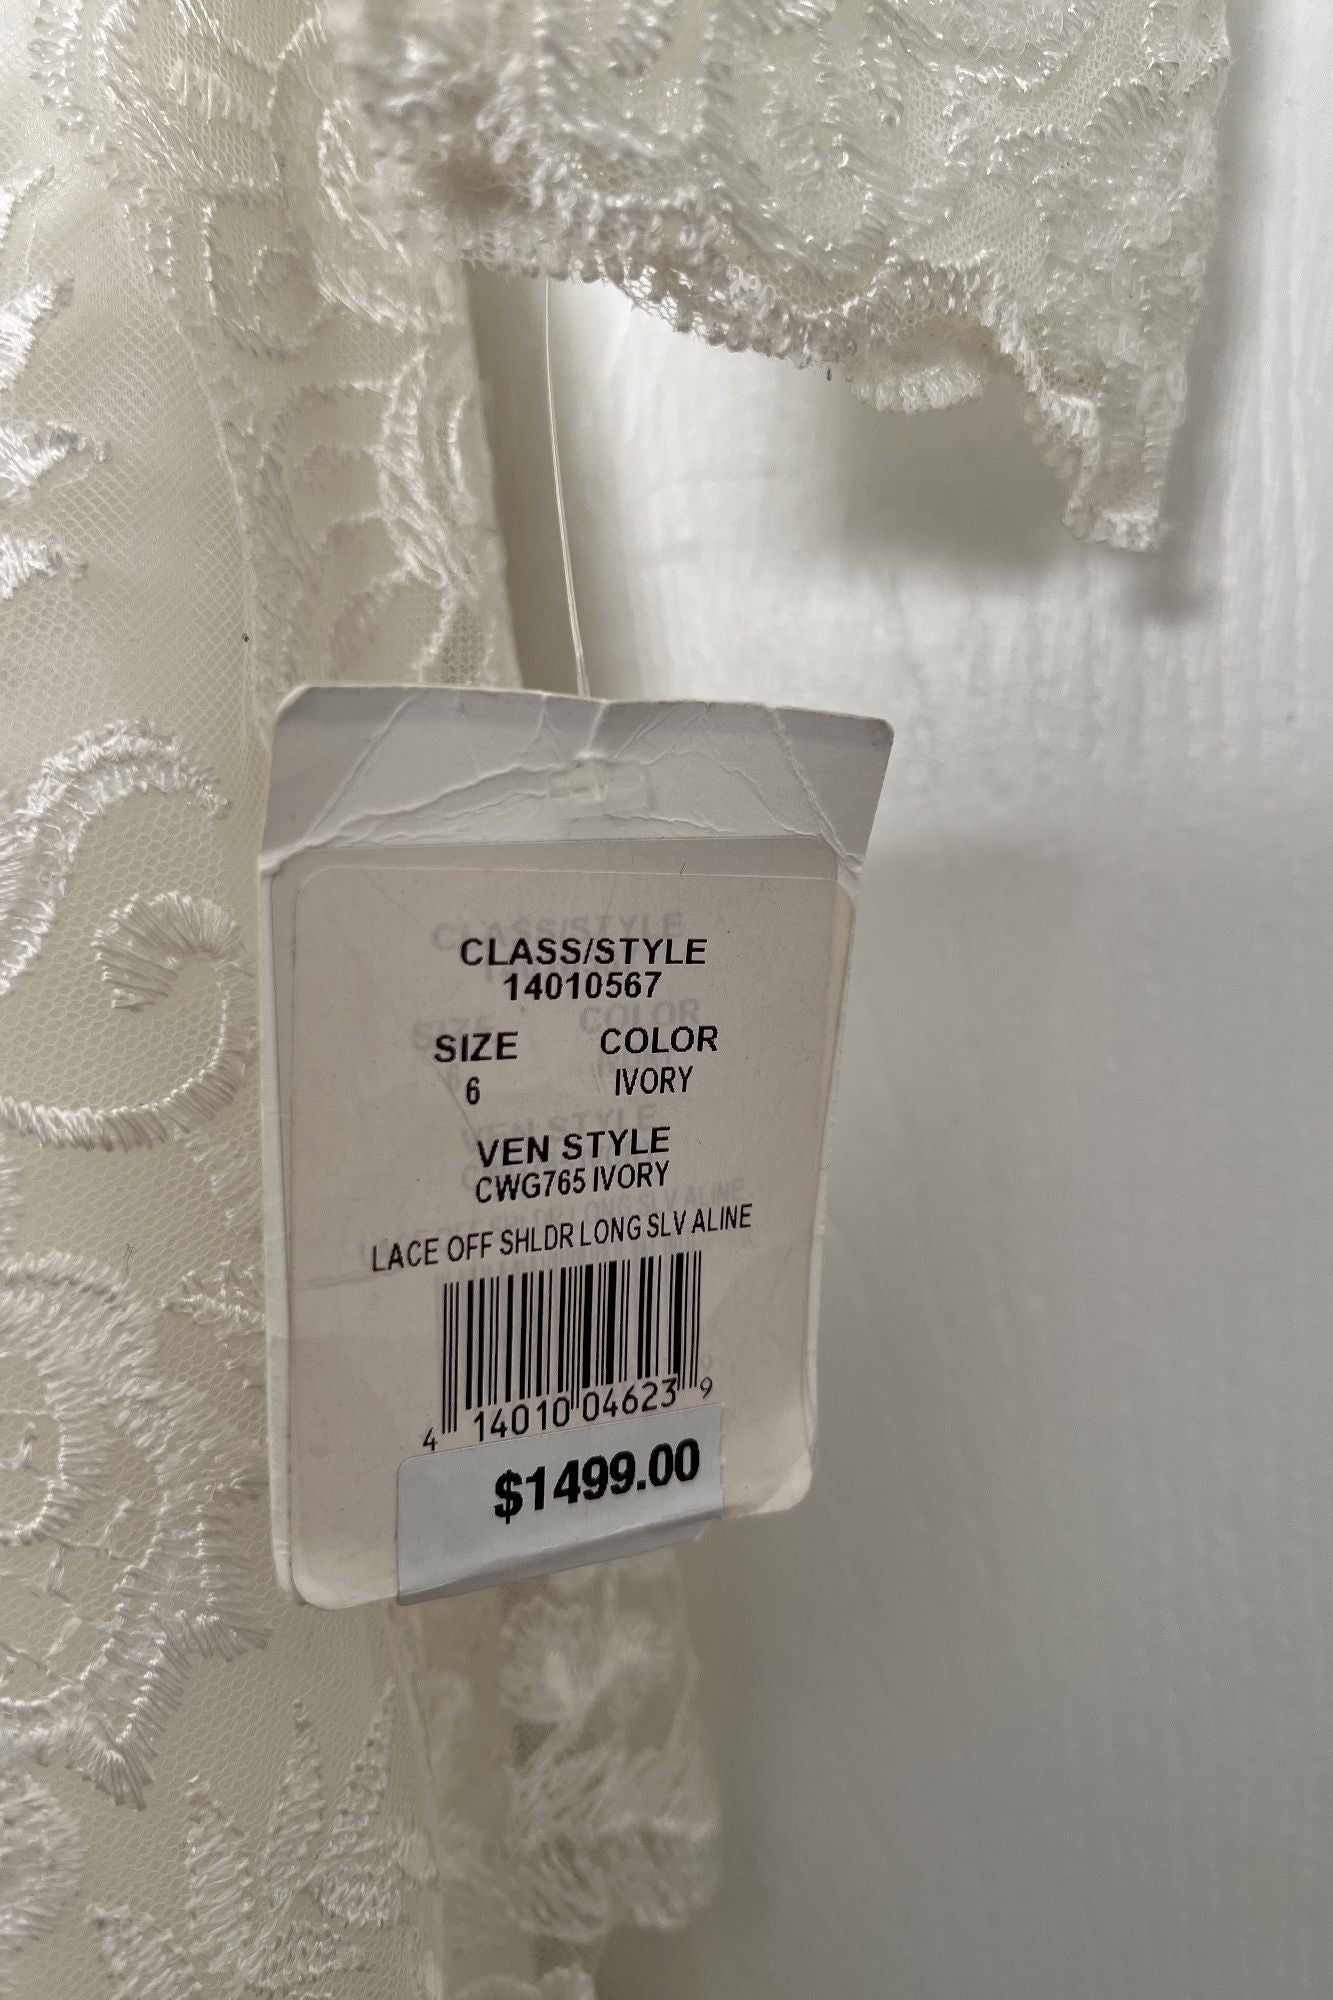 CLASS/STYLE
14010567
SIZE COLOR
6 IVORY
VEN STYLE
CWG765 IVORY
LACE OFF SHLDR LONG SLV ALINE
4 14010 04623 9
$1499.00